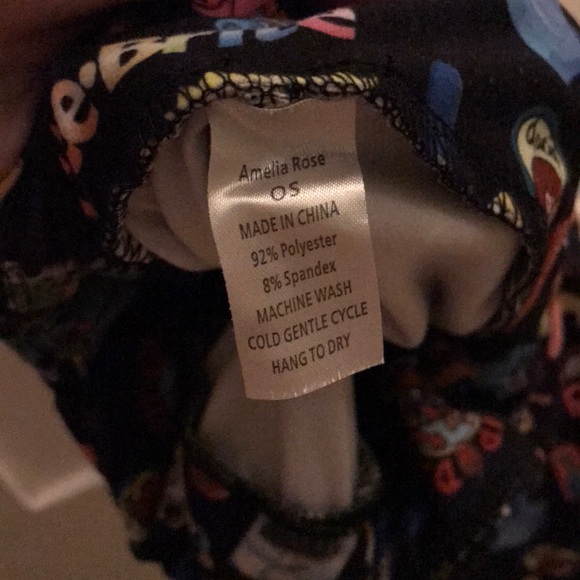 Amelia Rose
OS
MADE IN CHINA
92% Polyester
8% Spandex
MACHINE WASH
COLD GENTLE CYCLE
HANG TO DRY